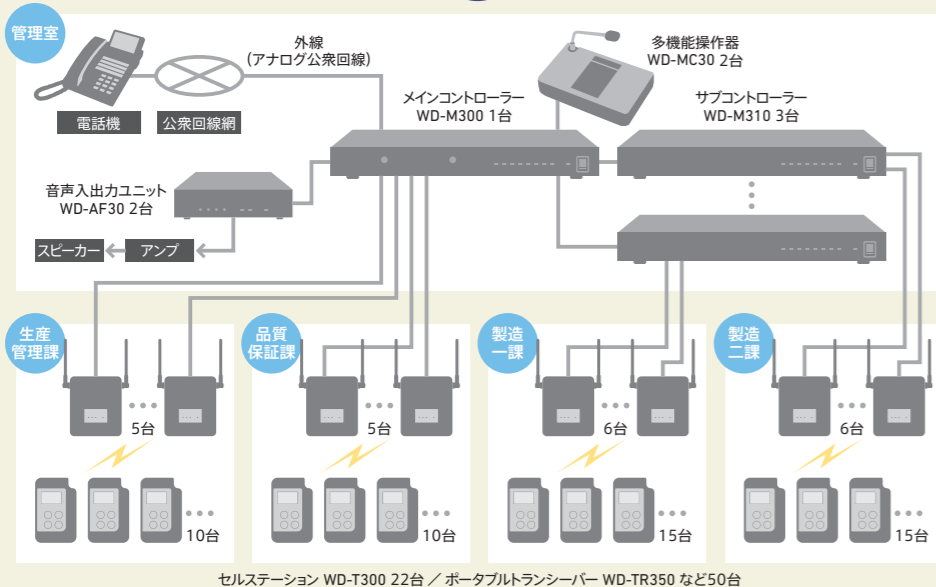 管理室
外線
(アナログ公衆回線)
多機能操作器
WD-MC30 2台
電話機
公衆回線網
メインコントローラー
WD-M300 1台
サブコントローラー
WD-M310 3台
音声入出力ユニット
WD-AF30 2台
スピーカー
アンプ
生産
管理課
5台
10台
品質
保証課
5台
10台
製造
一課
6台
15台
製造
二課
6台
15台
セルステーション WD-T300 22台 / ポータブルトランシーバー WD-TR350 など50台